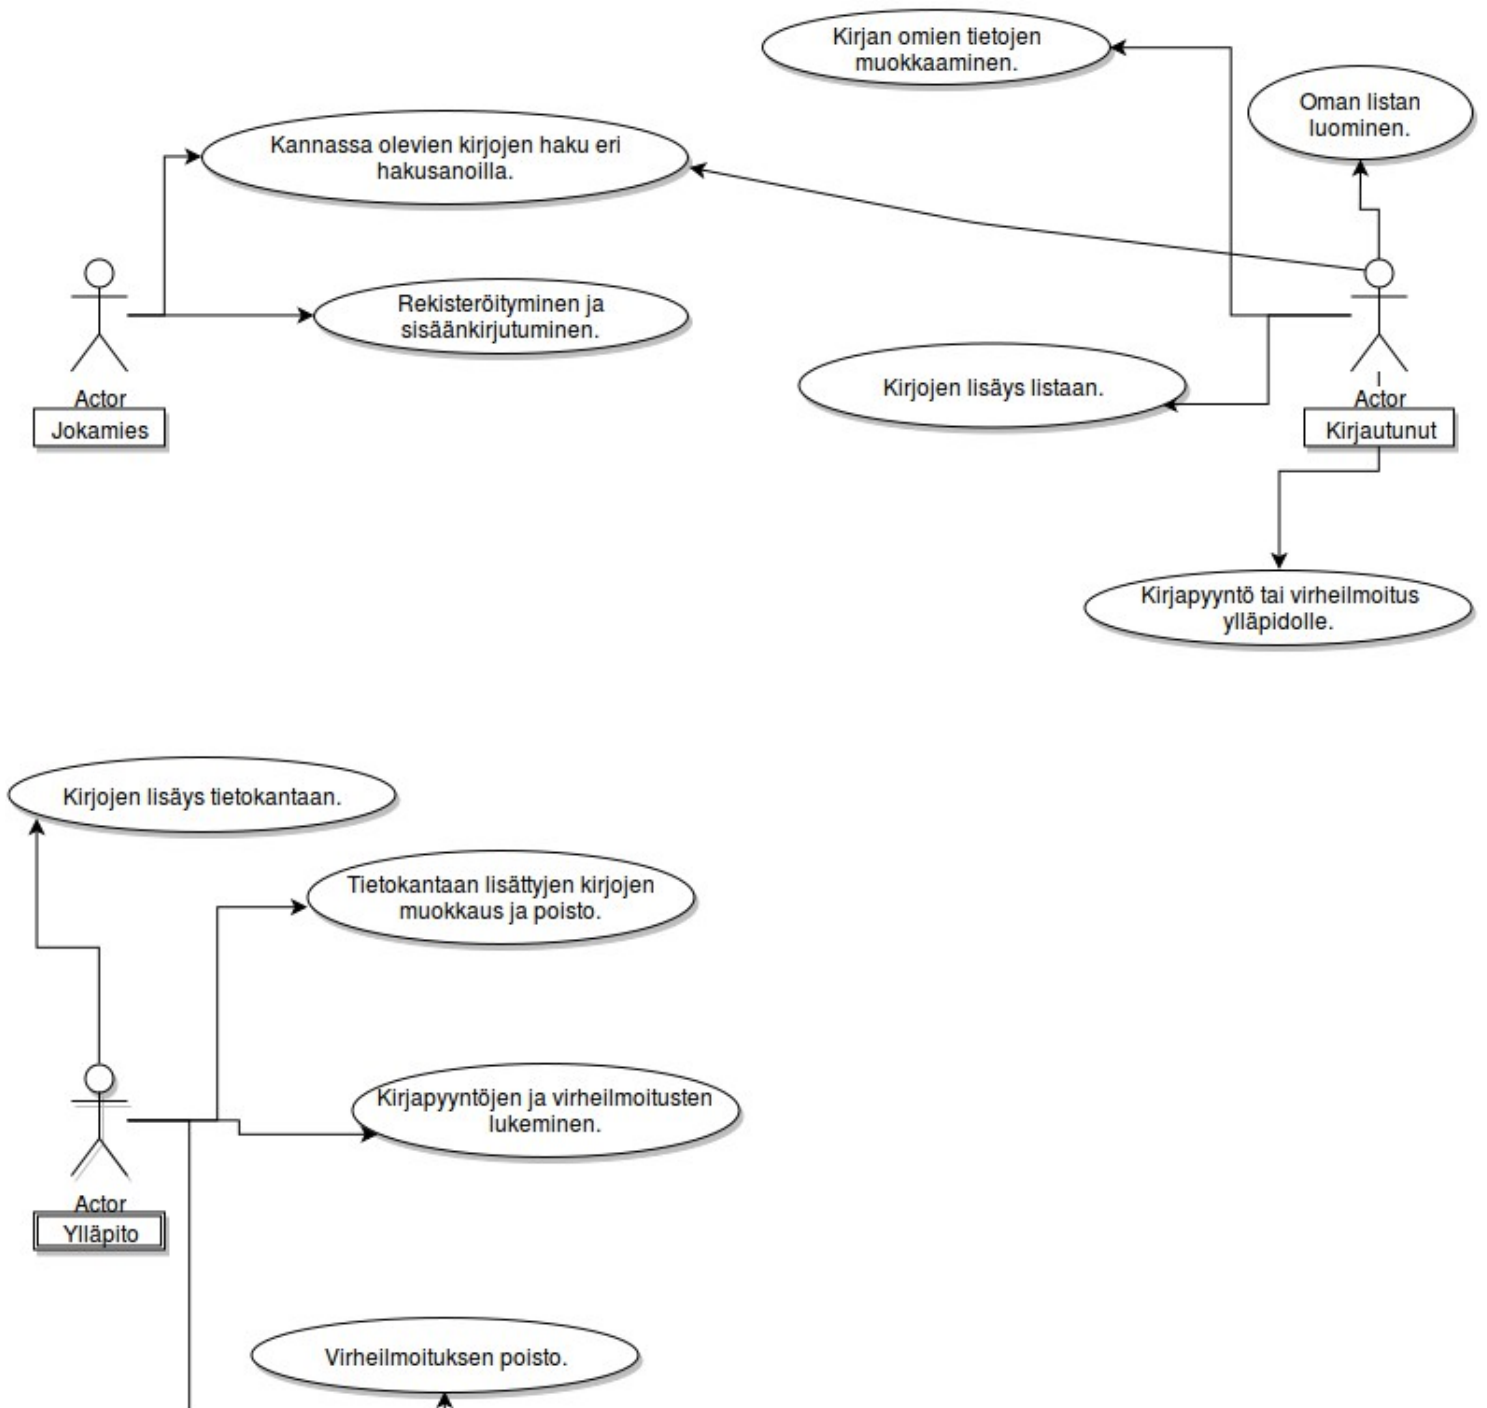 Kirjan omien tietojen
muokkaaminen.
Oman listan
luominen.
Kannassa olevien kirjojen haku eri
hakusanoilla.
Rekisteröityminen ja
sisäänkirjutuminen.
Kirjojen lisäys listaan.
Actor
Jokamies
Actor
Kirjautunut
Kirjapyyntö tai virheilmoitus
ylläpidolle.
Kirjojen lisäys tietokantaan.
Tietokantaan lisättyjen kirjojen
muokkaus ja poisto.
Kirjapyyntöjen ja virheilmoitusten
lukeminen.
Actor
Ylläpito
Virheilmoituksen poisto.